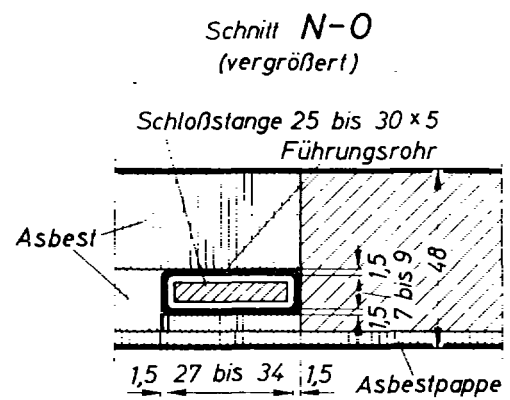 Schnitt N-O
(vergrößert)
Schloßstange 25 bis 30 × 5
Führungsrohr
Asbest
1,5
7 bis 9
1,5
48
1,5 27 bis 34 1,5
Asbestpappe